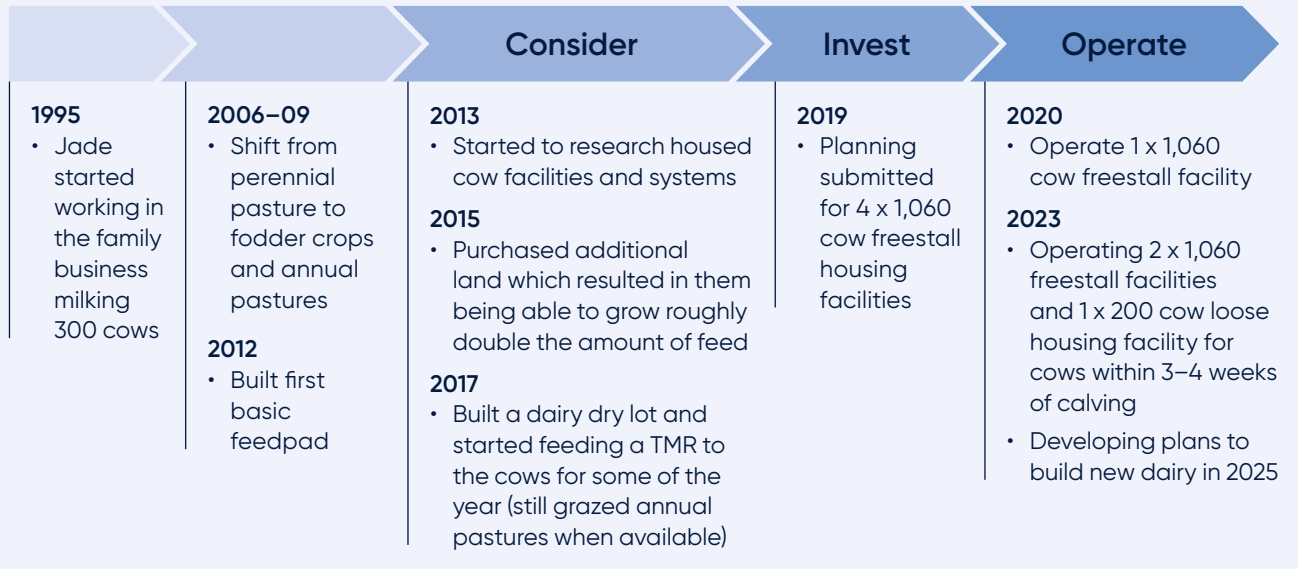 Consider
Invest
Operate
1995
• Jade
started
working in
the family
business
milking
300 cows
2006–09
• Shift from
perennial
pasture to
fodder crops
and annual
pastures
2012
• Built first
basic
feedpad
2013
• Started to research housed
cow facilities and systems
2015
• Purchased additional
land which resulted in them
being able to grow roughly
double the amount of feed
2017
• Built a dairy dry lot and
started feeding a TMR to
the cows for some of the
year (still grazed annual
pastures when available)
2019
• Planning
submitted
for 4 x 1,060
cow freestall
housing
facilities
2020
• Operate 1 x 1,060
cow freestall facility
2023
• Operating 2 x 1,060
freestall facilities
and 1 x 200 cow loose
housing facility for
cows within 3–4 weeks
of calving
• Developing plans to
build new dairy in 2025